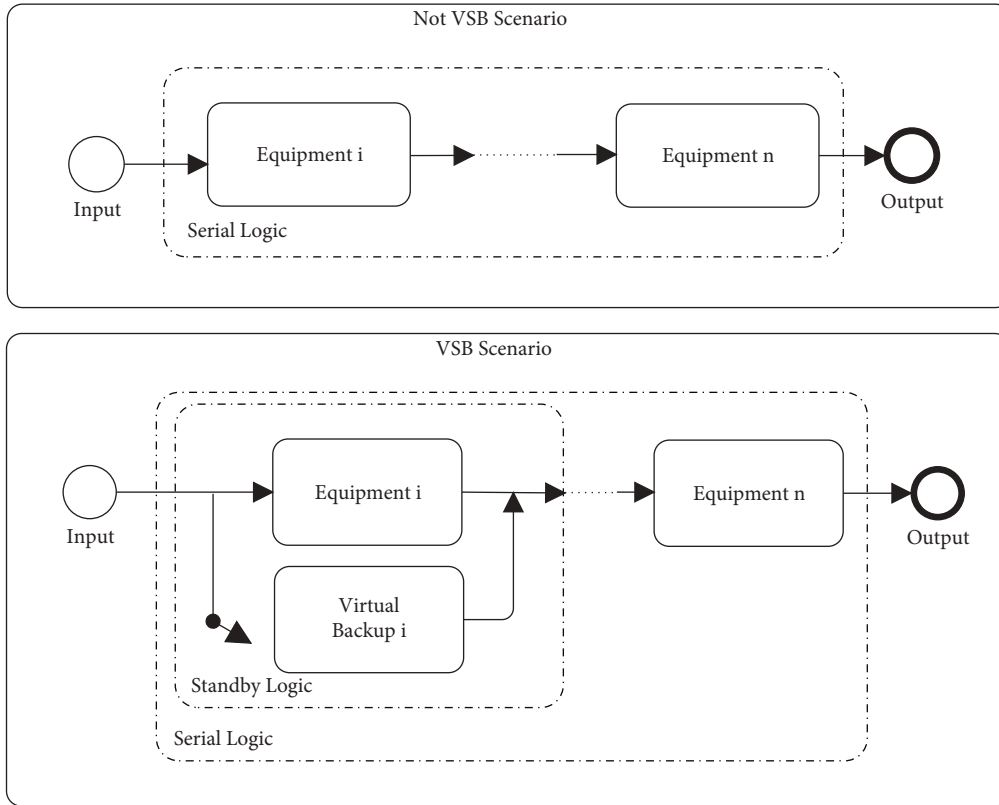 Not VSB Scenario
Equipment i
Equipment n
Input
Output
Serial Logic
VSB Scenario
Equipment i
Equipment n
Input
Output
Virtual
Backup i
Standby Logic
Serial Logic